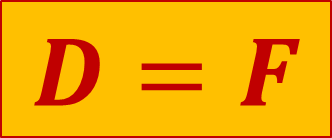 D = F